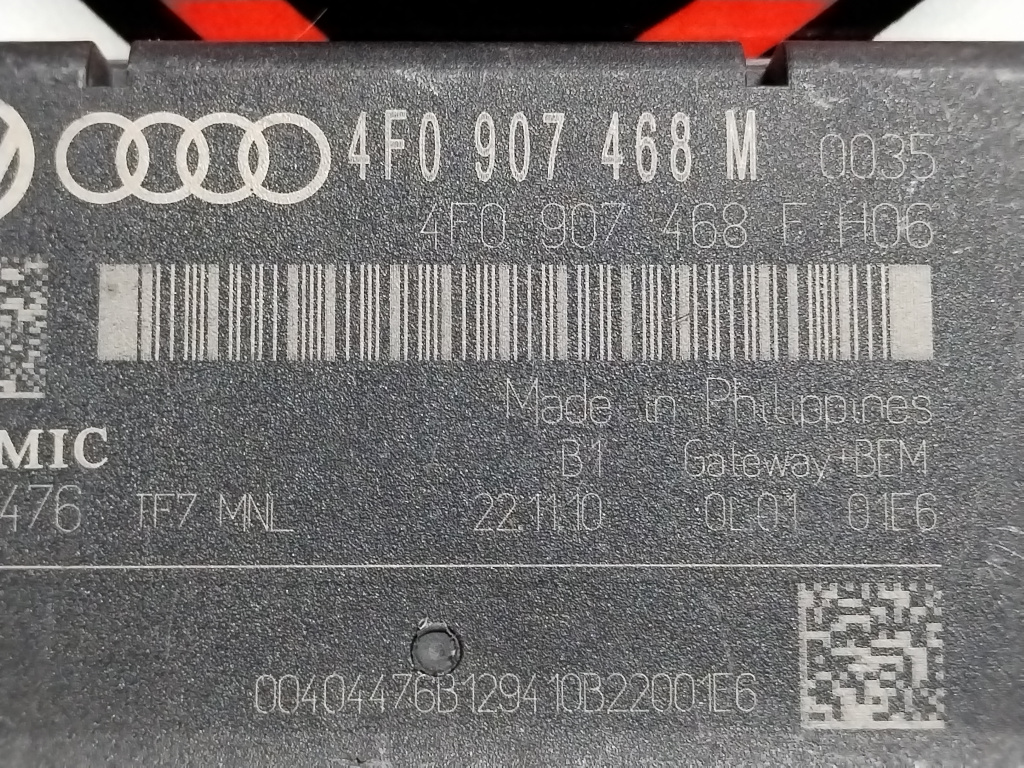 4F0 907 468 M 0035
4F0 907 468 F H06
Made in Philippines
MIC
B1 Gateway+BEM
476 TF7 MNL 22.11.10 0L01 01E6
00404476B129410B22001E6